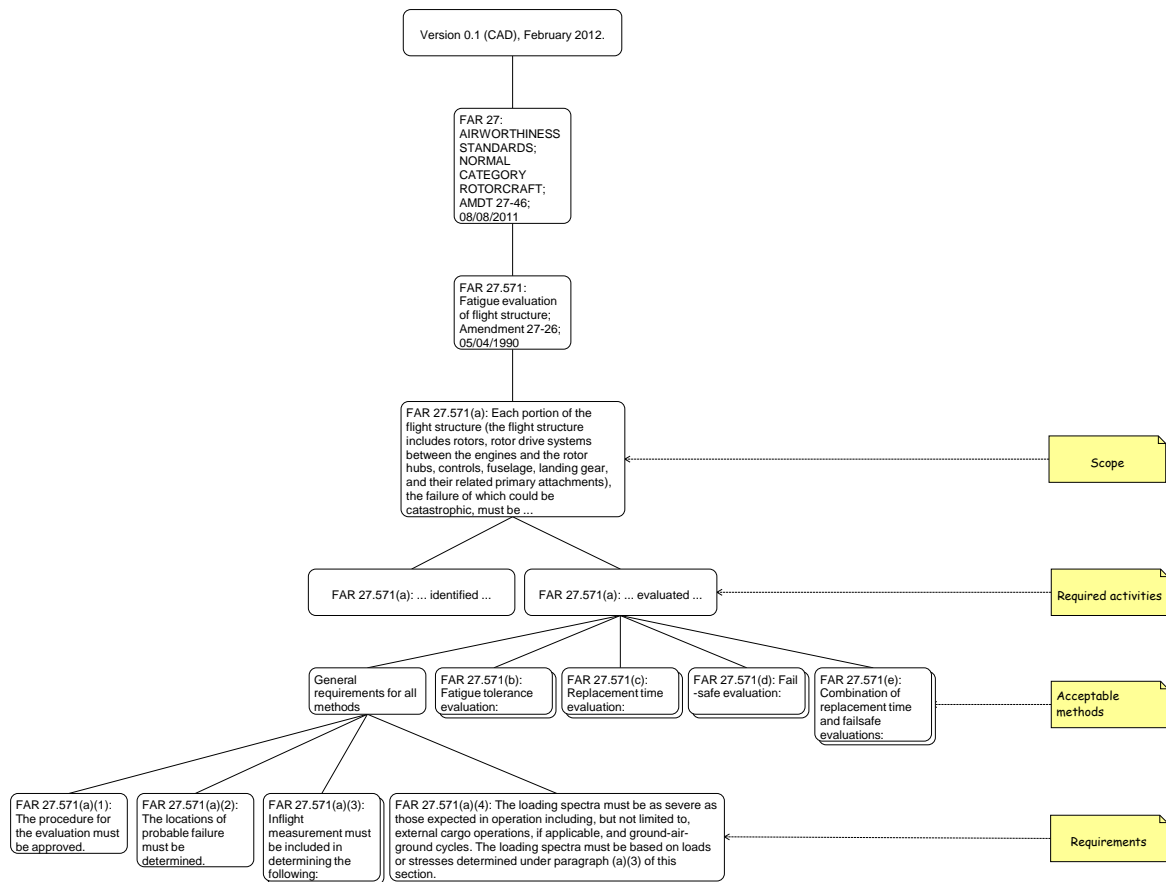 Version 0.1 (CAD), February 2012.
FAR 27:
AIRWORTHINESS
STANDARDS;
NORMAL
CATEGORY
ROTORCRAFT;
AMDT 27-46;
08/08/2011
FAR 27.571:
Fatigue evaluation
of flight structure;
Amendment 27-26;
05/04/1990
FAR 27.571(a): Each portion of the
flight structure (the flight structure
includes rotors, rotor drive systems
between the engines and the rotor
hubs, controls, fuselage, landing gear,
and their related primary attachments),
the failure of which could be
catastrophic, must be ...
Scope
FAR 27.571(a): ... identified ...
FAR 27.571(a): ... evaluated ...
Required activities
General
requirements for all
methods
FAR 27.571(b):
Fatigue tolerance
evaluation:
FAR 27.571(c):
Replacement time
evaluation:
FAR 27.571(d): Fail
-safe evaluation:
FAR 27.571(e):
Combination of
replacement time
and failsafe
evaluations:
Acceptable
methods
FAR 27.571(a)(1):
The procedure for
the evaluation must
be approved.
FAR 27.571(a)(2):
The locations of
probable failure
must be
determined.
FAR 27.571(a)(3):
Inflight
measurement must
be included in
determining the
following:
FAR 27.571(a)(4): The loading spectra must be as severe as
those expected in operation including, but not limited to,
external cargo operations, if applicable, and ground-air-
ground cycles. The loading spectra must be based on loads
or stresses determined under paragraph (a)(3) of this
section.
Requirements